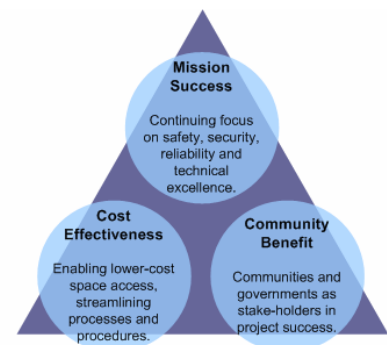 Mission
Success
Continuing focus
on safety, security,
reliability and
technical
excellence.
Cost
Effectiveness
Enabling lower-cost
space access,
streamlining
processes and
procedures.
Community
Benefit
Communities and
governments as
stake-holders in
project success.